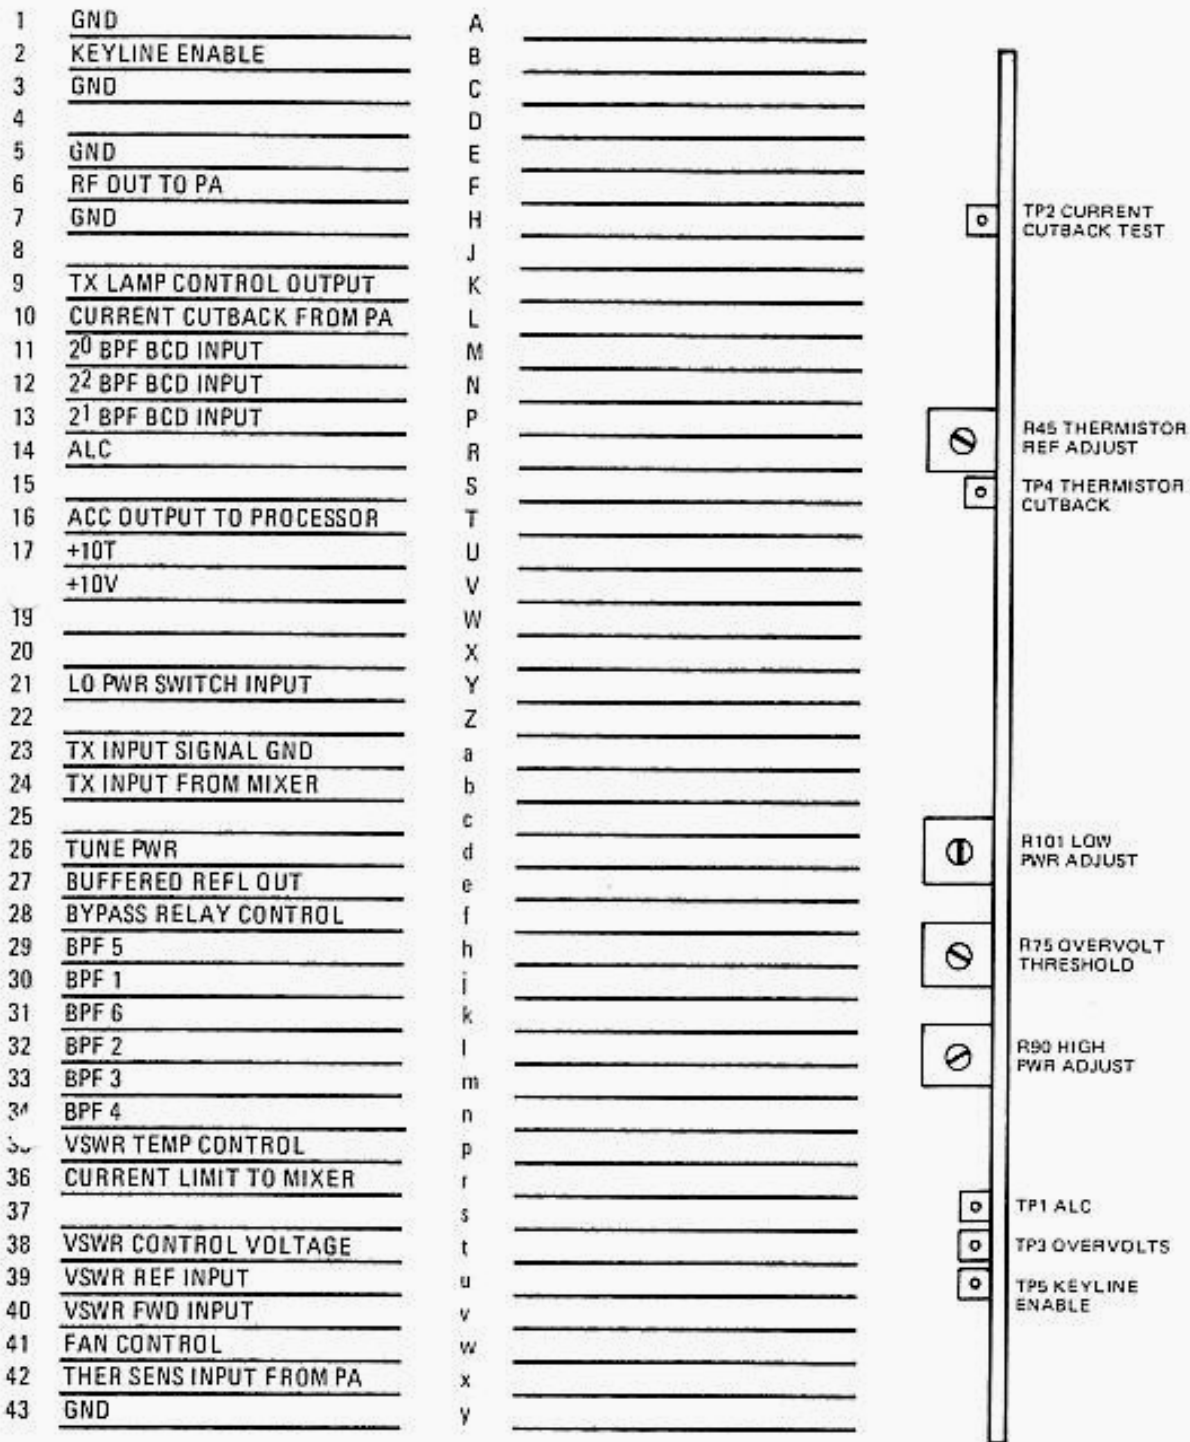 1 GND A
2 KEYLINE ENABLE B
3 GND C
4 D
5 GND E
6 RF OUT TO PA F
7 GND H
8 J
9 TX LAMP CONTROL OUTPUT K
10 CURRENT CUTBACK FROM PA L
11 2⁰ BPF BCD INPUT M
12 2² BPF BCD INPUT N
13 2¹ BPF BCD INPUT P
14 ALC R
15 S
16 ACC OUTPUT TO PROCESSOR T
17 +10T U
+10V V
19 W
20 X
21 LO PWR SWITCH INPUT Y
22 Z
23 TX INPUT SIGNAL GND a
24 TX INPUT FROM MIXER b
25 c
26 TUNE PWR d
27 BUFFERED REFL OUT e
28 BYPASS RELAY CONTROL f
29 BPF 5 h
30 BPF 1 j
31 BPF 6 k
32 BPF 2 l
33 BPF 3 m
34 BPF 4 n
VSWR TEMP CONTROL p
36 CURRENT LIMIT TO MIXER r
37 s
38 VSWR CONTROL VOLTAGE t
39 VSWR REF INPUT u
40 VSWR FWD INPUT v
41 FAN CONTROL w
42 THER SENS INPUT FROM PA x
43 GND y
TP2 CURRENT
CUTBACK TEST
R45 THERMISTOR
REF ADJUST
TP4 THERMISTOR
CUTBACK
R101 LOW
PWR ADJUST
R75 OVERVOLT
THRESHOLD
R90 HIGH
PWR ADJUST
TP1 ALC
TP3 OVERVOLTS
TP5 KEYLINE
ENABLE